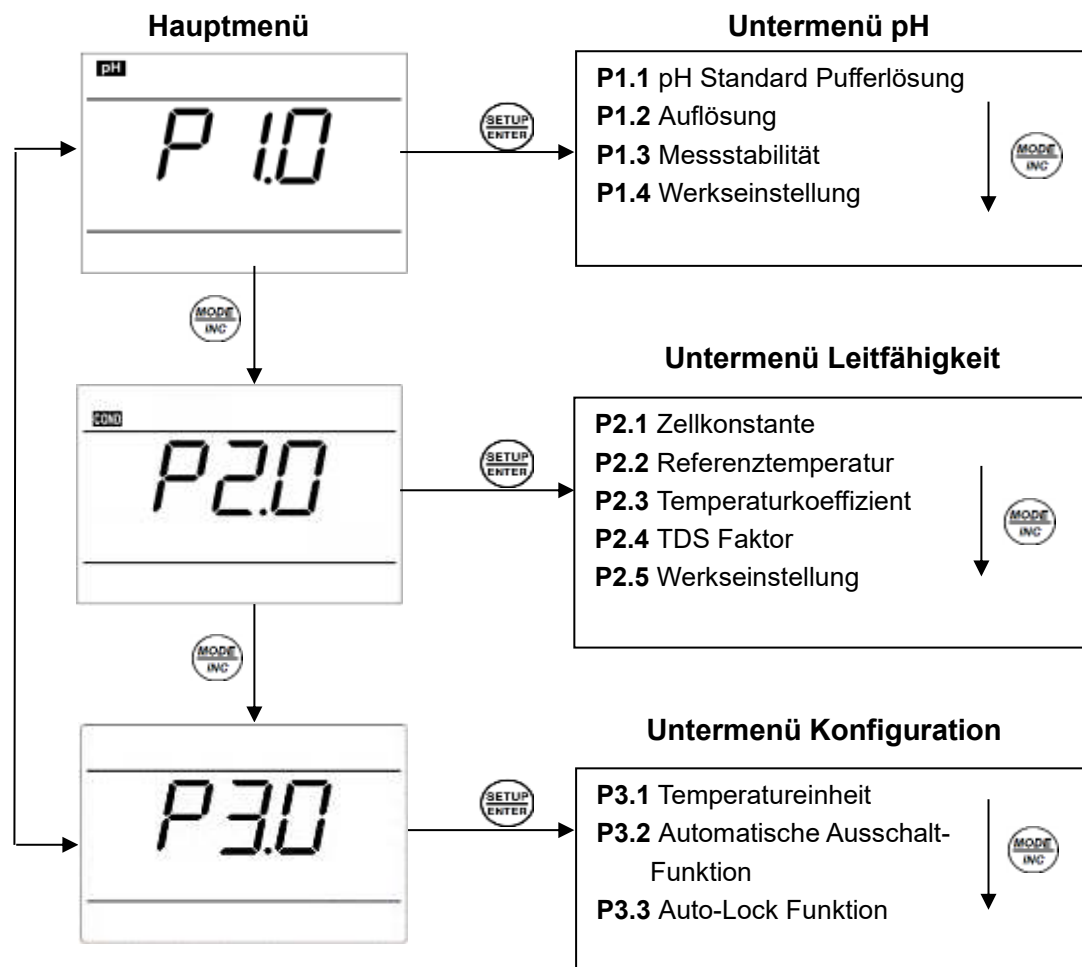 Hauptmenü
Untermenü pH
pH
P 1.0
SETUP
ENTER
P1.1 pH Standard Pufferlösung
P1.2 Auflösung
P1.3 Messstabilität
P1.4 Werkseinstellung
MODE
INC
MODE
INC
Untermenü Leitfähigkeit
COND
P2.0
SETUP
ENTER
P2.1 Zellkonstante
P2.2 Referenztemperatur
P2.3 Temperaturkoeffizient
P2.4 TDS Faktor
P2.5 Werkseinstellung
MODE
INC
MODE
INC
Untermenü Konfiguration
P3.0
SETUP
ENTER
P3.1 Temperatureinheit
P3.2 Automatische Ausschalt-
Funktion
P3.3 Auto-Lock Funktion
MODE
INC